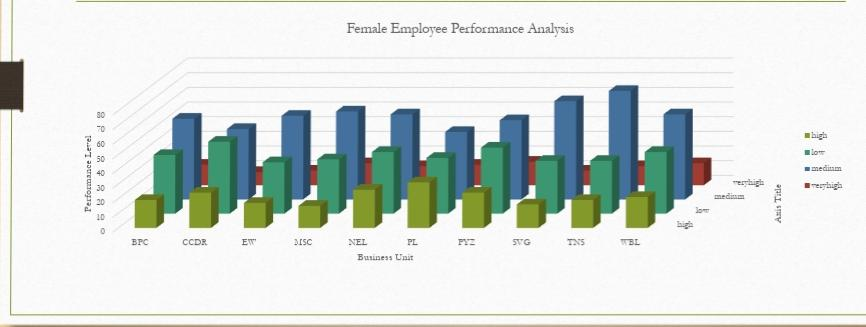 Female Employee Performance Analysis
80
70
60
50
40
30
20
10
0
Performance Level
BPC CCDR EW MSC NEL PL PYZ SVG TNS WBL
Business Unit
veryhigh
medium
low
high
Axis Title
high
low
medium
veryhigh